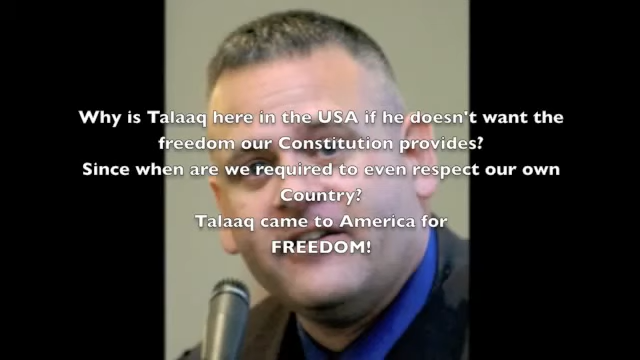 Why is Talaaq here in the USA if he doesn't want the
freedom our Constitution provides?
Since when are we required to even respect our own
Country?
Talaaq came to America for
FREEDOM!